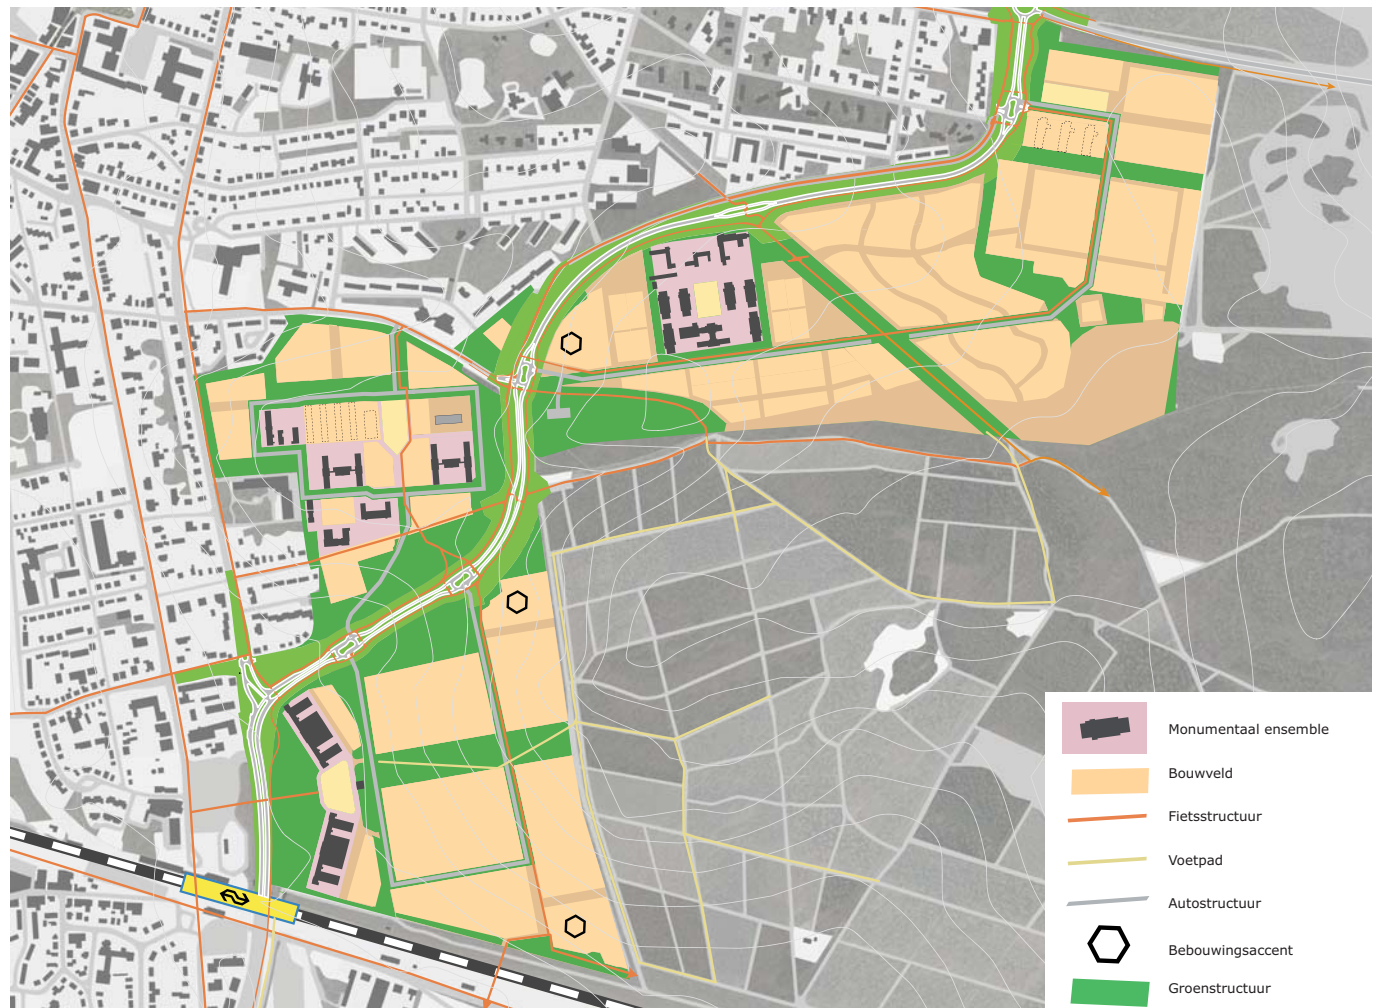 Monumentaal ensemble
Bouwveld
Fietsstructuur
Voetpad
Autostructuur
Bebouwingsaccent
Groenstructuur